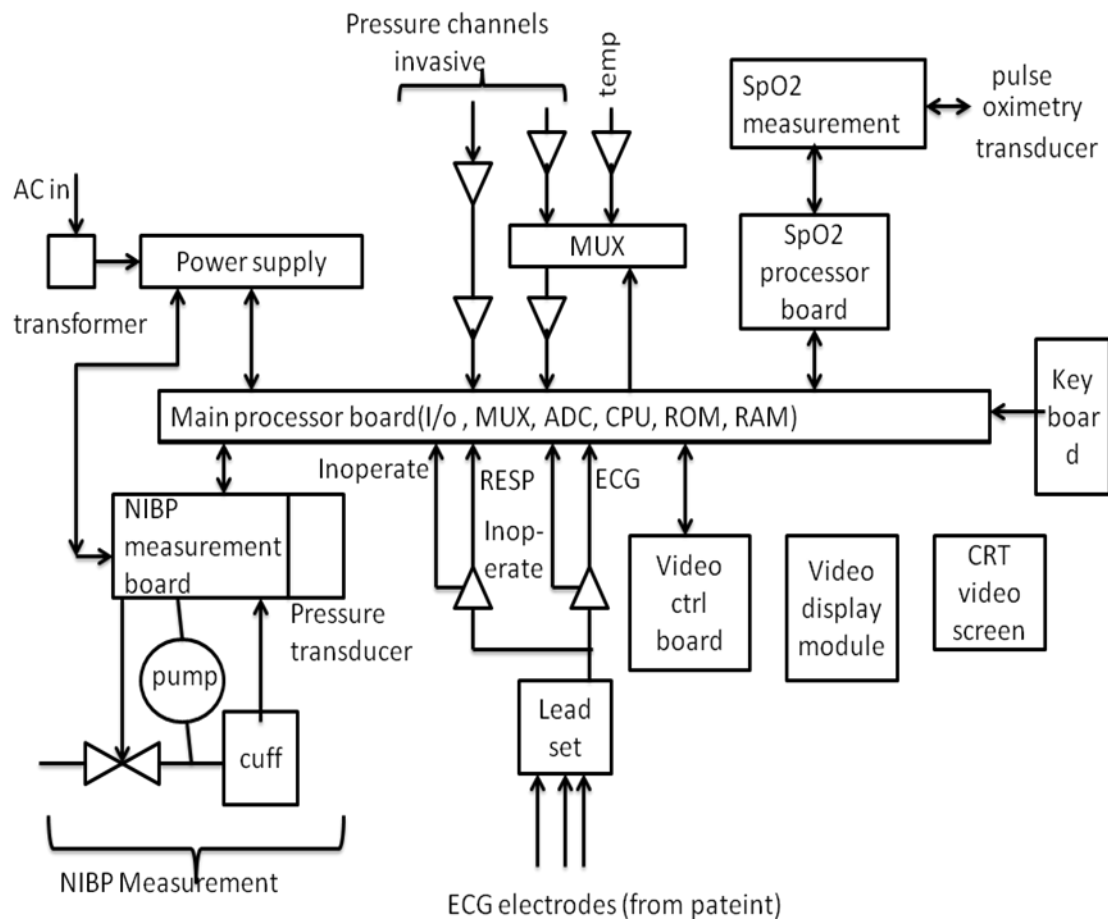 Pressure channels
invasive
temp
SpO2
measurement
pulse
oximetry
transducer
AC in
Power supply
transformer
MUX
SpO2
processor
board
Key
boar
d
Main processor board(I/o , MUX, ADC, CPU, ROM, RAM)
Inoperate
RESP
ECG
Inop-
erate
NIBP
measurement
board
Pressure
transducer
Video
ctrl
board
Video
display
module
CRT
video
screen
pump
cuff
Lead
set
NIBP Measurement
ECG electrodes (from pateint)